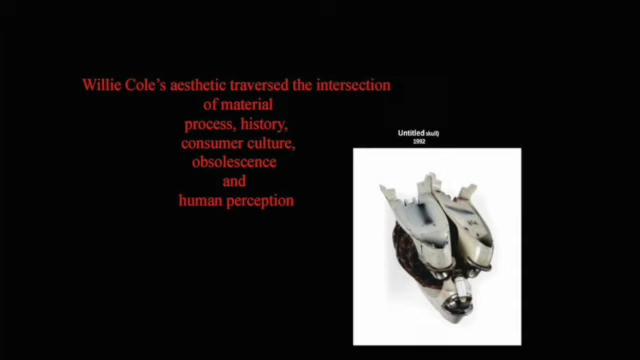 Willie Cole's aesthetic traversed the intersection
of material
process, history,
consumer culture,
obsolescence
and
human perception
Untitled skull)
1992